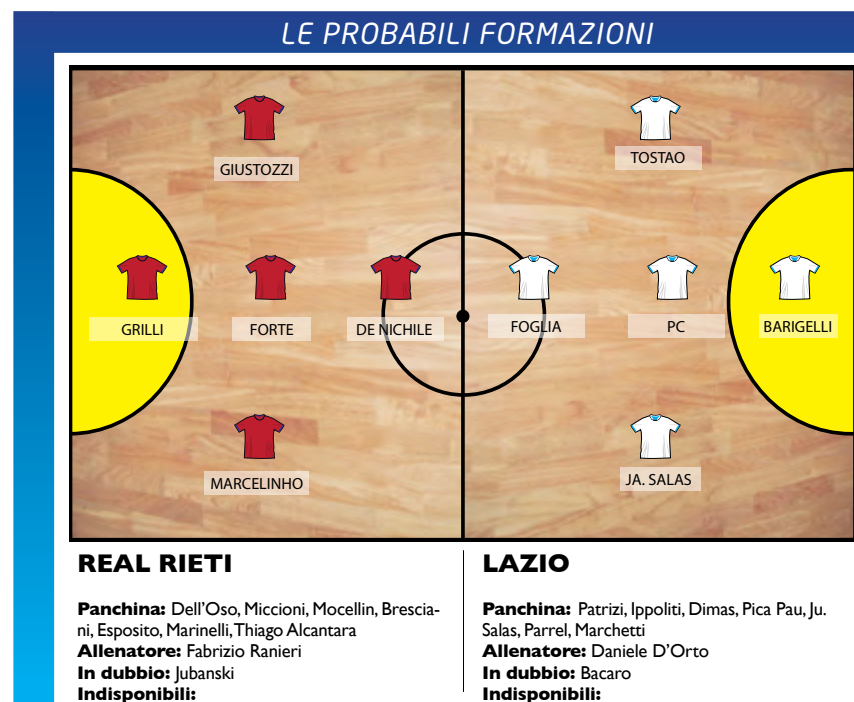 LE PROBABILI FORMAZIONI
GIUSTOZZI
TOSTAO
GRILLI
FORTE
DE NICHILE
FOGLIA
PC
BARIGELLI
MARCELINHO
JA. SALAS
REAL RIETI
Panchina: Dell'Oso, Miccioni, Mocellin, Brescia-
ni, Esposito, Marinelli, Thiago Alcantara
Allenatore: Fabrizio Ranieri
In dubbio: Jubanski
Indisponibili:
LAZIO
Panchina: Patrizi, Ippoliti, Dimas, Pica Pau, Ju.
Salas, Parrel, Marchetti
Allenatore: Daniele D'Orto
In dubbio: Bacaro
Indisponibili: